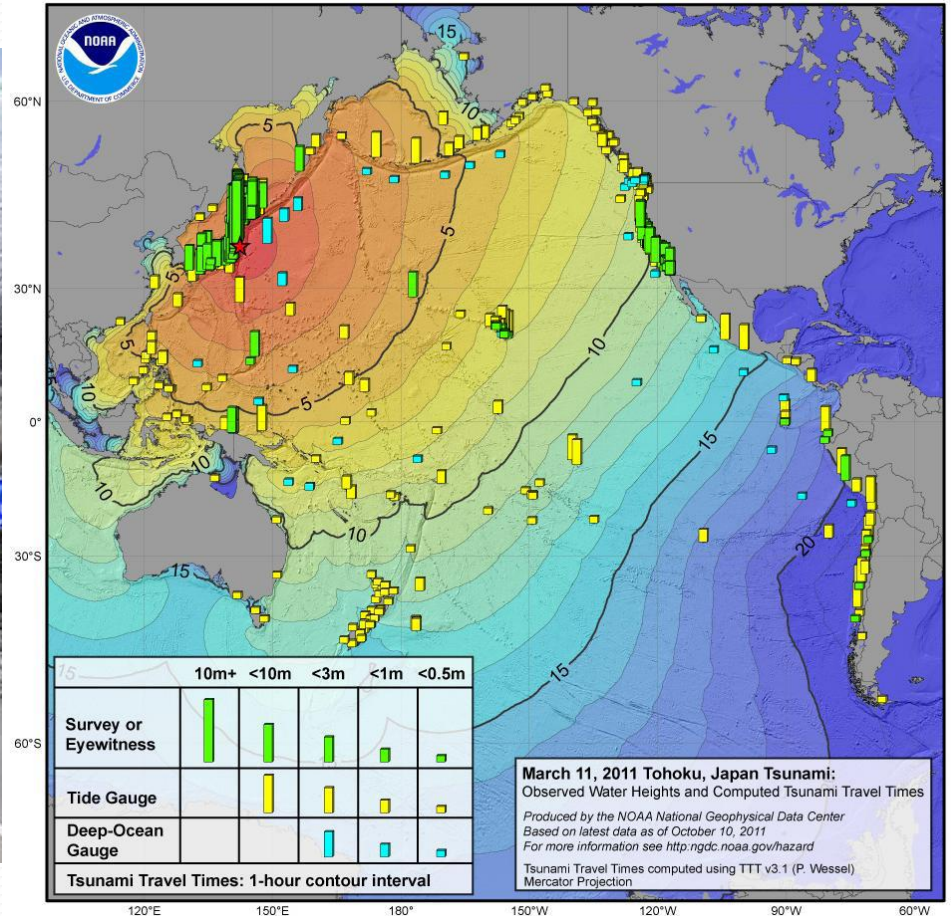 NATIONAL OCEANIC AND ATMOSPHERIC ADMINISTRATION
U.S. DEPARTMENT OF COMMERCE
NOAA
15
10
5
60°N
5
5
30°N
5
5
10
10
5
0°
10
10
15
10
20
30°S
15
15
15
60°S
10m+ <10m <3m <1m <0.5m
Survey or
Eyewitness
Tide Gauge
Deep-Ocean
Gauge
Tsunami Travel Times: 1-hour contour interval
March 11, 2011 Tohoku, Japan Tsunami:
Observed Water Heights and Computed Tsunami Travel Times
Produced by the NOAA National Geophysical Data Center
Based on latest data as of October 10, 2011
For more information see http:ngdc.noaa.gov/hazard
Tsunami Travel Times computed using TTT v3.1 (P. Wessel)
Mercator Projection
120°E 150°E 180° 150°W 120°W 90°W 60°W